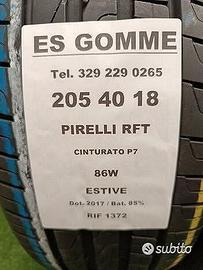 ES GOMME
Tel. 329 229 0265
205 40 18
PIRELLI RFT
CINTURATO P7
86W
ESTIVE
Dot. 2017 / Bat. 85%
RIF 1372
subito